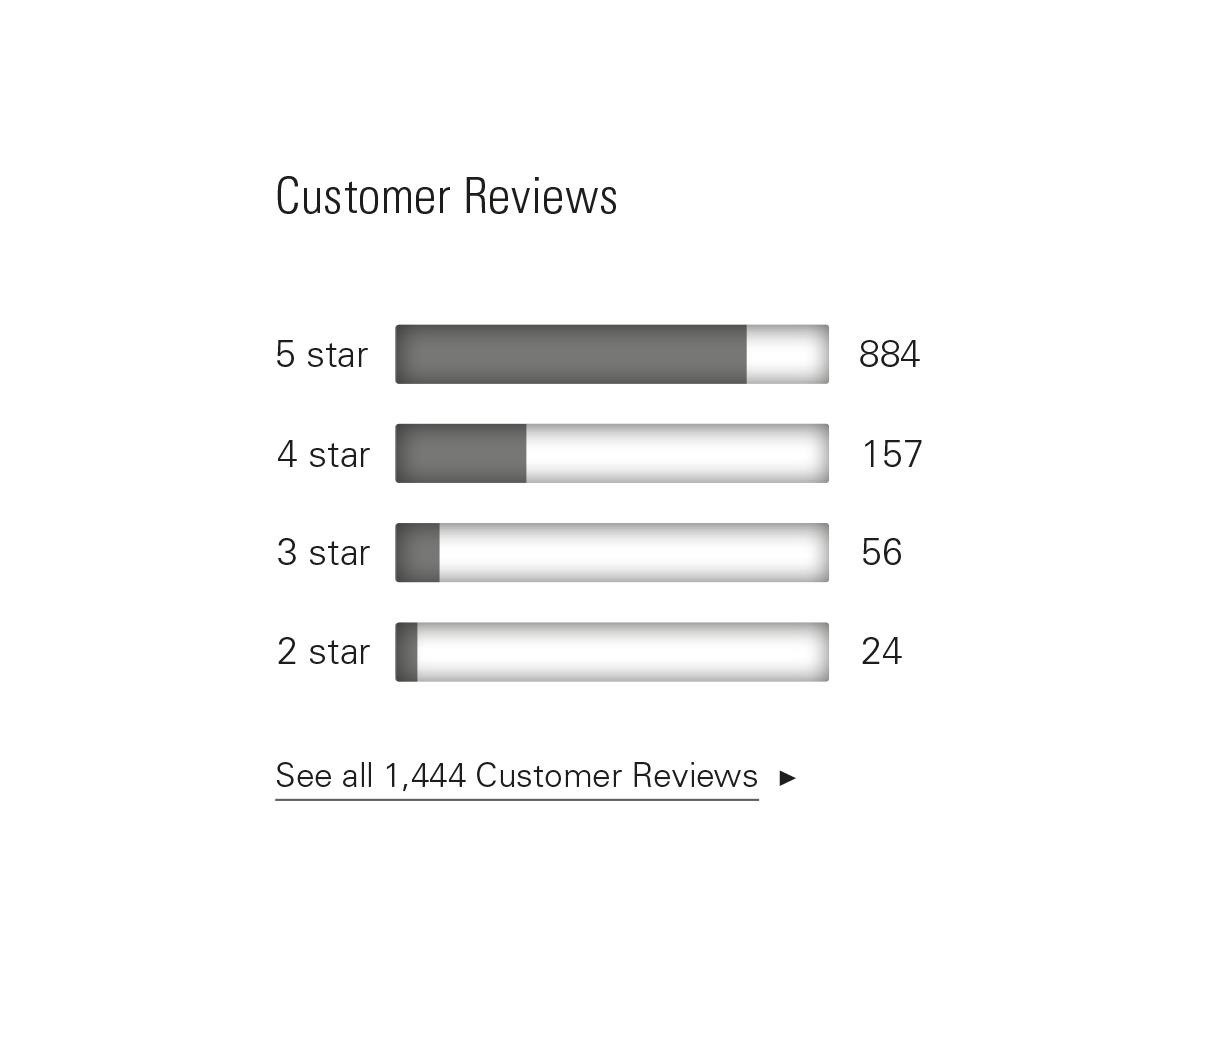 Customer Reviews
5 star 884
4 star 157
3 star 56
2 star 24
See all 1,444 Customer Reviews ►